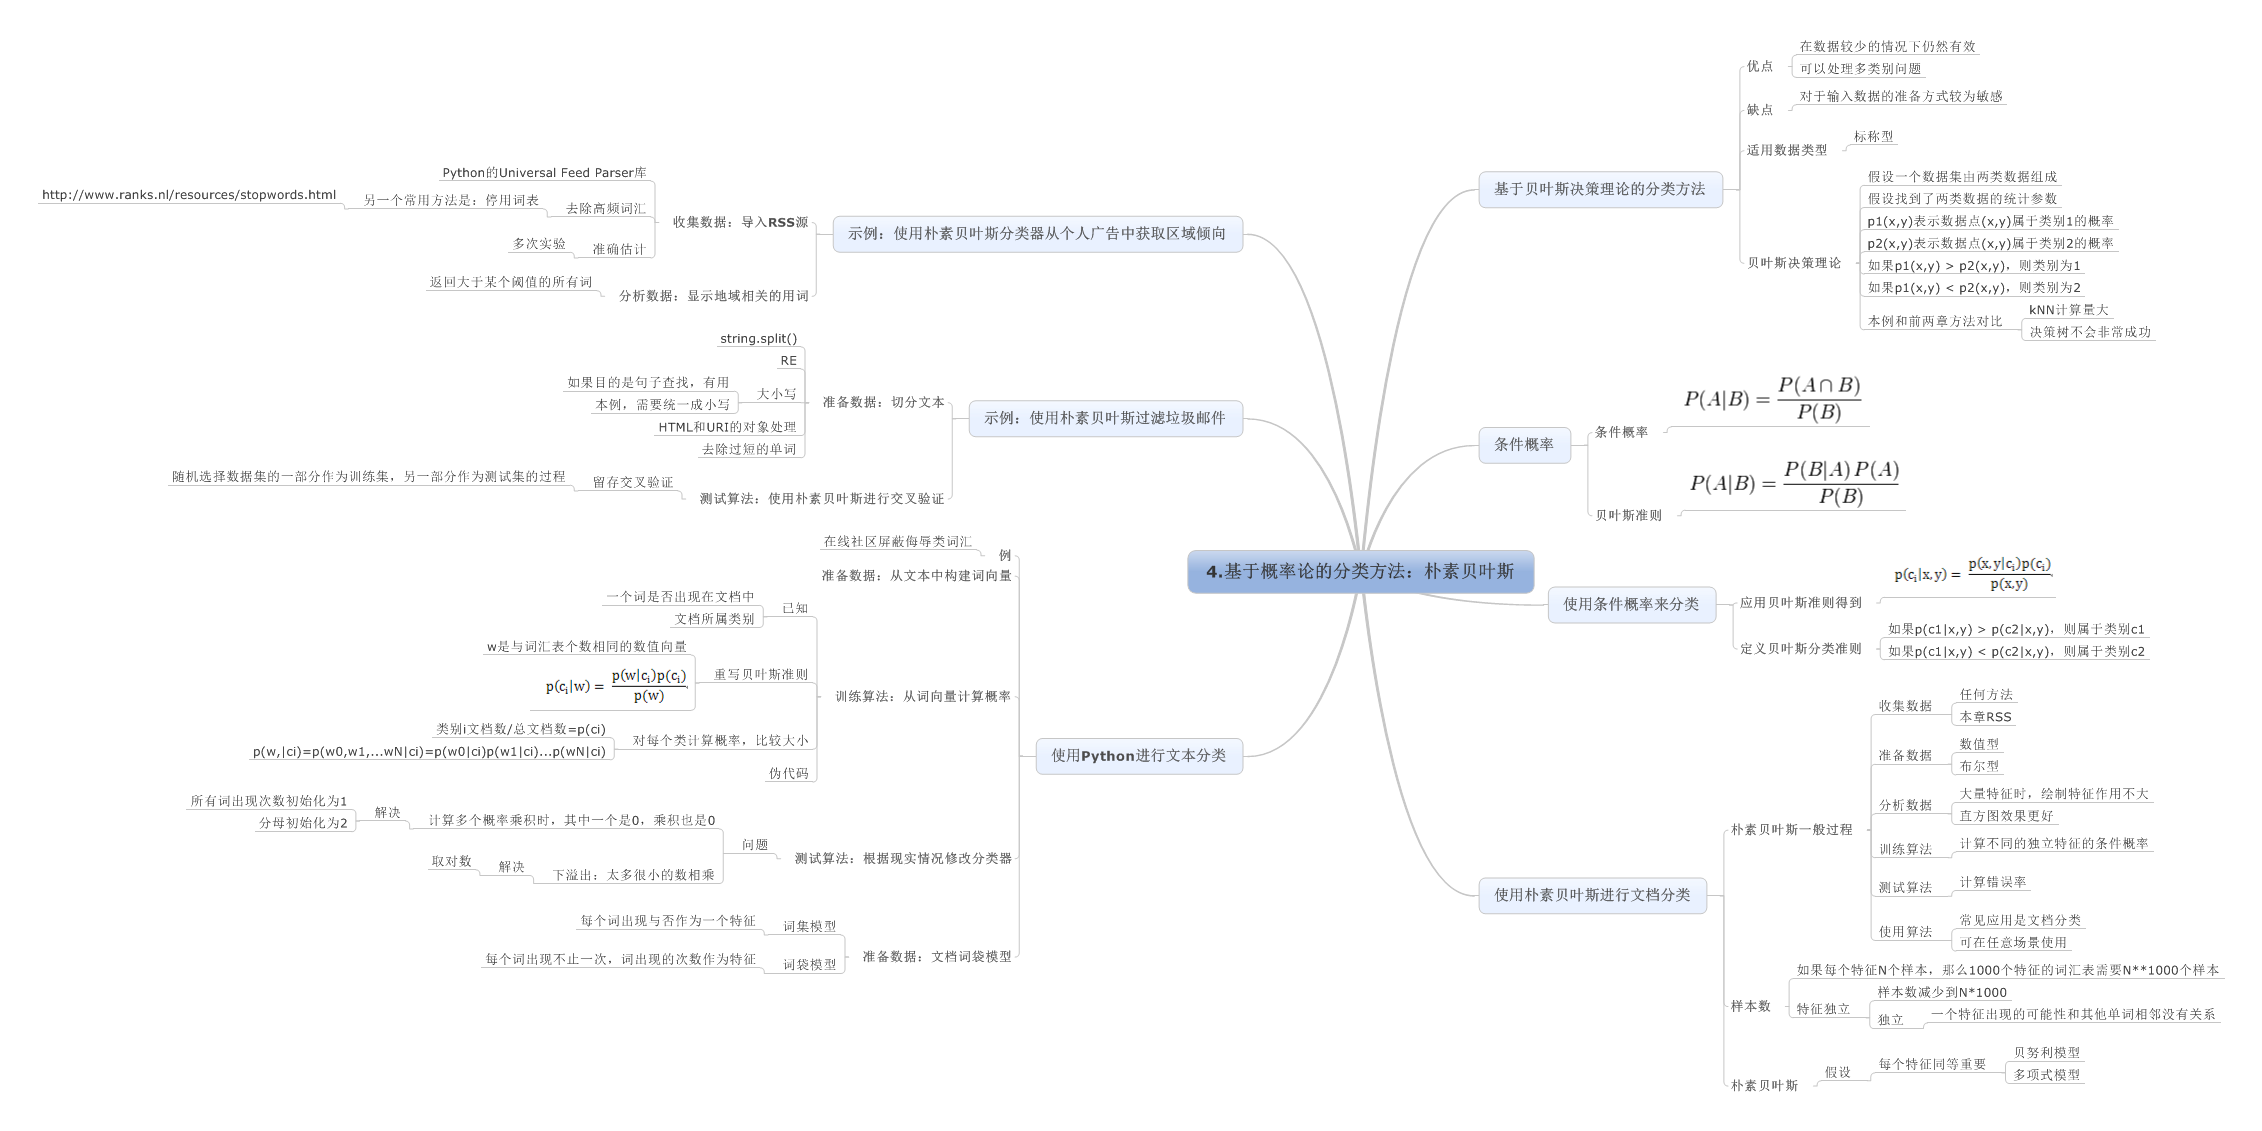 4.基于概率论的分类方法：朴素贝叶斯
基于贝叶斯决策理论的分类方法
优点
在数据较少的情况下仍然有效
可以处理多类别问题
缺点
对于输入数据的准备方式较为敏感
适用数据类型
标称型
贝叶斯决策理论
假设一个数据集由两类数据组成
假设找到了两类数据的统计参数
p1(x,y)表示数据点(x,y)属于类别1的概率
p2(x,y)表示数据点(x,y)属于类别2的概率
如果p1(x,y) > p2(x,y)，则类别为1
如果p1(x,y) < p2(x,y)，则类别为2
本例和前两章方法对比
kNN计算量大
决策树不会非常成功
条件概率
条件概率
P(A|B) = P(A∩B) / P(B)
贝叶斯准则
P(A|B) = P(B|A)P(A) / P(B)
使用条件概率来分类
应用贝叶斯准则得到
p(cᵢ|x,y) = p(x,y|cᵢ)p(cᵢ) / p(x,y)
定义贝叶斯分类准则
如果p(c1|x,y) > p(c2|x,y)，则属于类别c1
如果p(c1|x,y) < p(c2|x,y)，则属于类别c2
使用朴素贝叶斯进行文档分类
朴素贝叶斯一般过程
收集数据
任何方法
本章RSS
准备数据
数值型
布尔型
分析数据
大量特征时，绘制特征作用不大
直方图效果更好
训练算法
计算不同的独立特征的条件概率
测试算法
计算错误率
使用算法
常见应用是文档分类
可在任意场景使用
样本数
如果每个特征N个样本，那么1000个特征的词汇表需要N**1000个样本
特征独立
样本数减少到N*1000
独立
一个特征出现的可能性和其他单词相邻没有关系
朴素贝叶斯
假设
每个特征同等重要
贝努利模型
多项式模型
示例：使用朴素贝叶斯分类器从个人广告中获取区域倾向
收集数据：导入RSS源
Python的Universal Feed Parser库
去除高频词汇
另一个常用方法是：停用词表
http://www.ranks.nl/resources/stopwords.html
准确估计
多次实验
分析数据：显示地域相关的用词
返回大于某个阈值的所有词
示例：使用朴素贝叶斯过滤垃圾邮件
准备数据：切分文本
string.split()
RE
大小写
如果目的是句子查找，有用
本例，需要统一成小写
HTML和URI的对象处理
去除过短的单词
测试算法：使用朴素贝叶斯进行交叉验证
留存交叉验证
随机选择数据集的一部分作为训练集，另一部分作为测试集的过程
使用Python进行文本分类
例
在线社区屏蔽侮辱类词汇
准备数据：从文本中构建词向量
训练算法：从词向量计算概率
已知
一个词是否出现在文档中
文档所属类别
重写贝叶斯准则
w是与词汇表个数相同的数值向量
p(cᵢ|w) = p(w|cᵢ)p(cᵢ) / p(w)
对每个类计算概率，比较大小
类别i文档数/总文档数=p(ci)
p(w,|ci)=p(w0,w1,...wN|ci)=p(w0|ci)p(w1|ci)...p(wN|ci)
伪代码
测试算法：根据现实情况修改分类器
问题
计算多个概率乘积时，其中一个是0，乘积也是0
解决
所有词出现次数初始化为1
分母初始化为2
下溢出：太多很小的数相乘
解决
取对数
准备数据：文档词袋模型
词集模型
每个词出现与否作为一个特征
词袋模型
每个词出现不止一次，词出现的次数作为特征